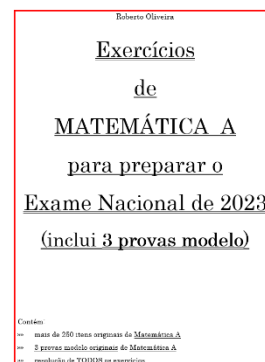 Roberto Oliveira
Exercícios
de
MATEMÁTICA A
para preparar o
Exame Nacional de 2023
(inclui 3 provas modelo)
Contém
mais de 250 itens originais de Matemática A
3 provas modelo originais de Matemática A
resolução de TODOS os exercícios